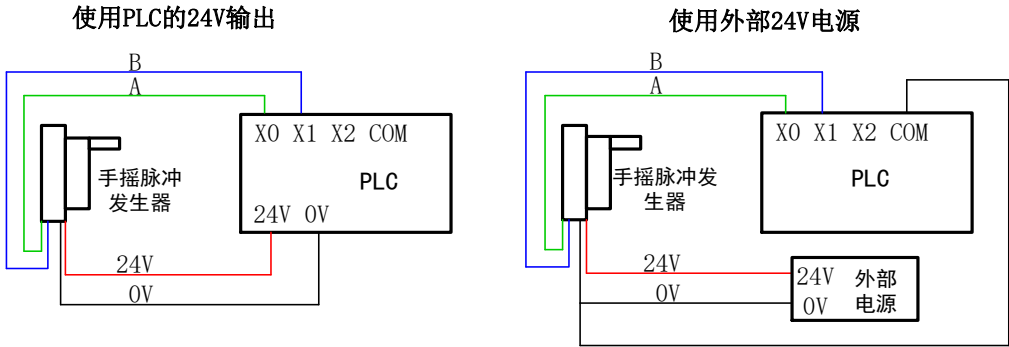 使用PLC的24V输出
B
A
X0 X1 X2 COM
PLC
手摇脉冲
发生器
24V 0V
24V
0V
使用外部24V电源
B
A
X0 X1 X2 COM
PLC
手摇脉冲发
生器
24V
0V
24V
0V
外部
电源